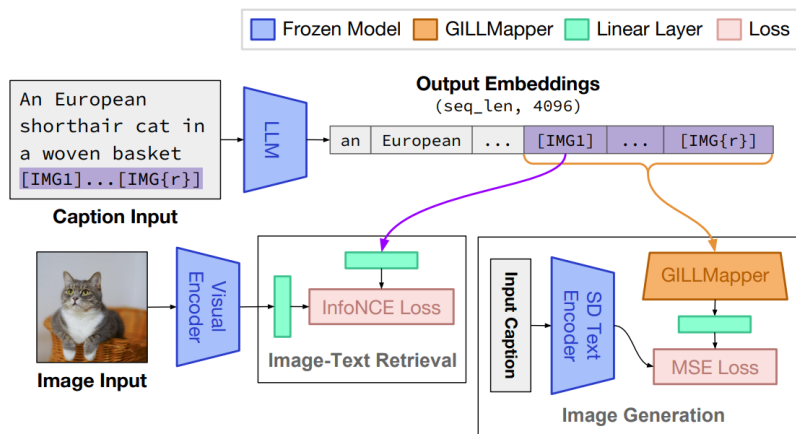 Frozen Model GILLMapper Linear Layer Loss
Output Embeddings
(seq_len, 4096)
An European
shorthair cat in
a woven basket
[IMG1]...[IMG{r}]
Caption Input
LLM
an European ... [IMG1] ... [IMG{r}]
Image Input
Visual
Encoder
InfoNCE Loss
Image-Text Retrieval
Input Caption
SD Text
Encoder
GILLMapper
MSE Loss
Image Generation